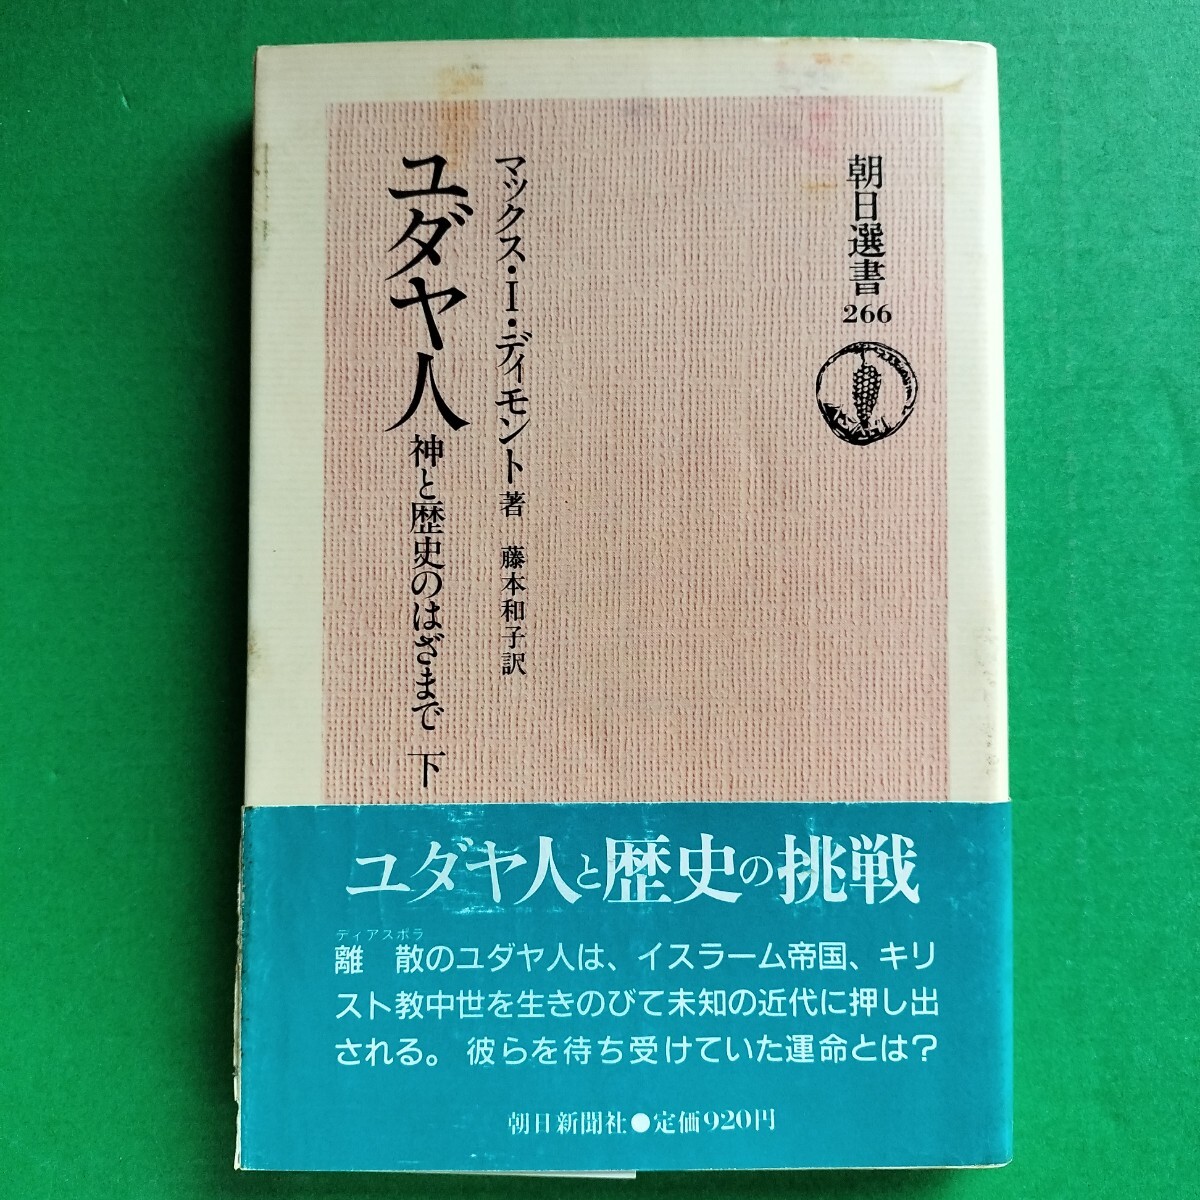 朝日選書
266
マックス・I・ディモント著 藤本和子訳
ユダヤ人 神と歴史のはざまで 下
ユダヤ人と歴史の挑戦
ディアスポラ
離散のユダヤ人は、イスラーム帝国、キリ
スト教中世を生きのびて未知の近代に押し出
される。彼らを待ち受けていた運命とは?
朝日新聞社●定価920円